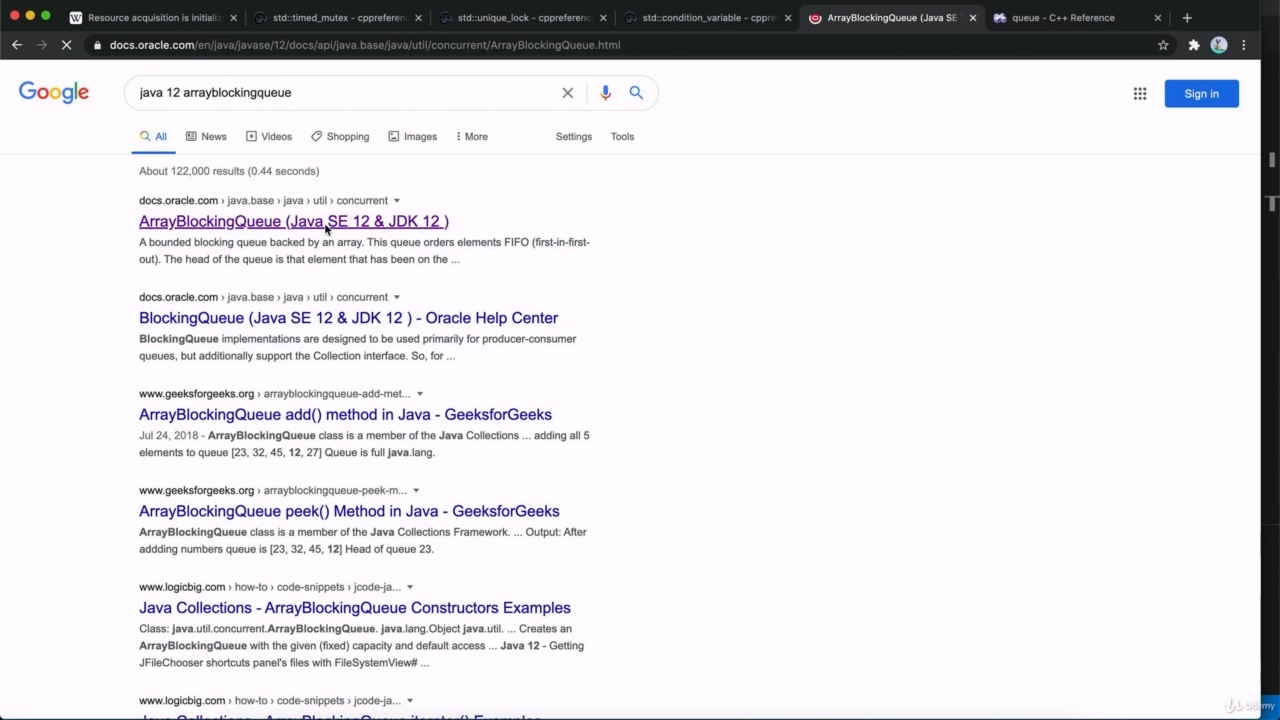 Resource acquisition is initializ
std::timed_mutex - cppreferen
std::unique_lock - cppreferenc
std::condition_variable - cppre
ArrayBlockingQueue (Java SE
queue - C++ Reference
docs.oracle.com/en/java/javase/12/docs/api/java.base/java/util/concurrent/ArrayBlockingQueue.html
Google
java 12 arrayblockingqueue
Sign in
All
News
Videos
Shopping
Images
More
Settings
Tools
About 122,000 results (0.44 seconds)
docs.oracle.com › java.base › java › util › concurrent
ArrayBlockingQueue (Java SE 12 & JDK 12 )
A bounded blocking queue backed by an array. This queue orders elements FIFO (first-in-first-
out). The head of the queue is that element that has been on the ...
docs.oracle.com › java.base › java › util › concurrent
BlockingQueue (Java SE 12 & JDK 12 ) - Oracle Help Center
BlockingQueue implementations are designed to be used primarily for producer-consumer
queues, but additionally support the Collection interface. So, for ...
www.geeksforgeeks.org › arrayblockingqueue-add-met...
ArrayBlockingQueue add() method in Java - GeeksforGeeks
Jul 24, 2018 - ArrayBlockingQueue class is a member of the Java Collections ... adding all 5
elements to queue [23, 32, 45, 12, 27] Queue is full java.lang.
www.geeksforgeeks.org › arrayblockingqueue-peek-m...
ArrayBlockingQueue peek() Method in Java - GeeksforGeeks
ArrayBlockingQueue class is a member of the Java Collections Framework. ... Output: After
addding numbers queue is [23, 32, 45, 12] Head of queue 23.
www.logicbig.com › how-to › code-snippets › jcode-ja...
Java Collections - ArrayBlockingQueue Constructors Examples
Class: java.util.concurrent.ArrayBlockingQueue. java.lang.Object java.util. ... Creates an
ArrayBlockingQueue with the given (fixed) capacity and default access ... Java 12 - Getting
JFileChooser shortcuts panel's files with FileSystemView# ...
www.logicbig.com › how-to › code-snippets › jcode-ja...
Java Collections - ArrayBlockingQueue iterator() Examples
Udemy